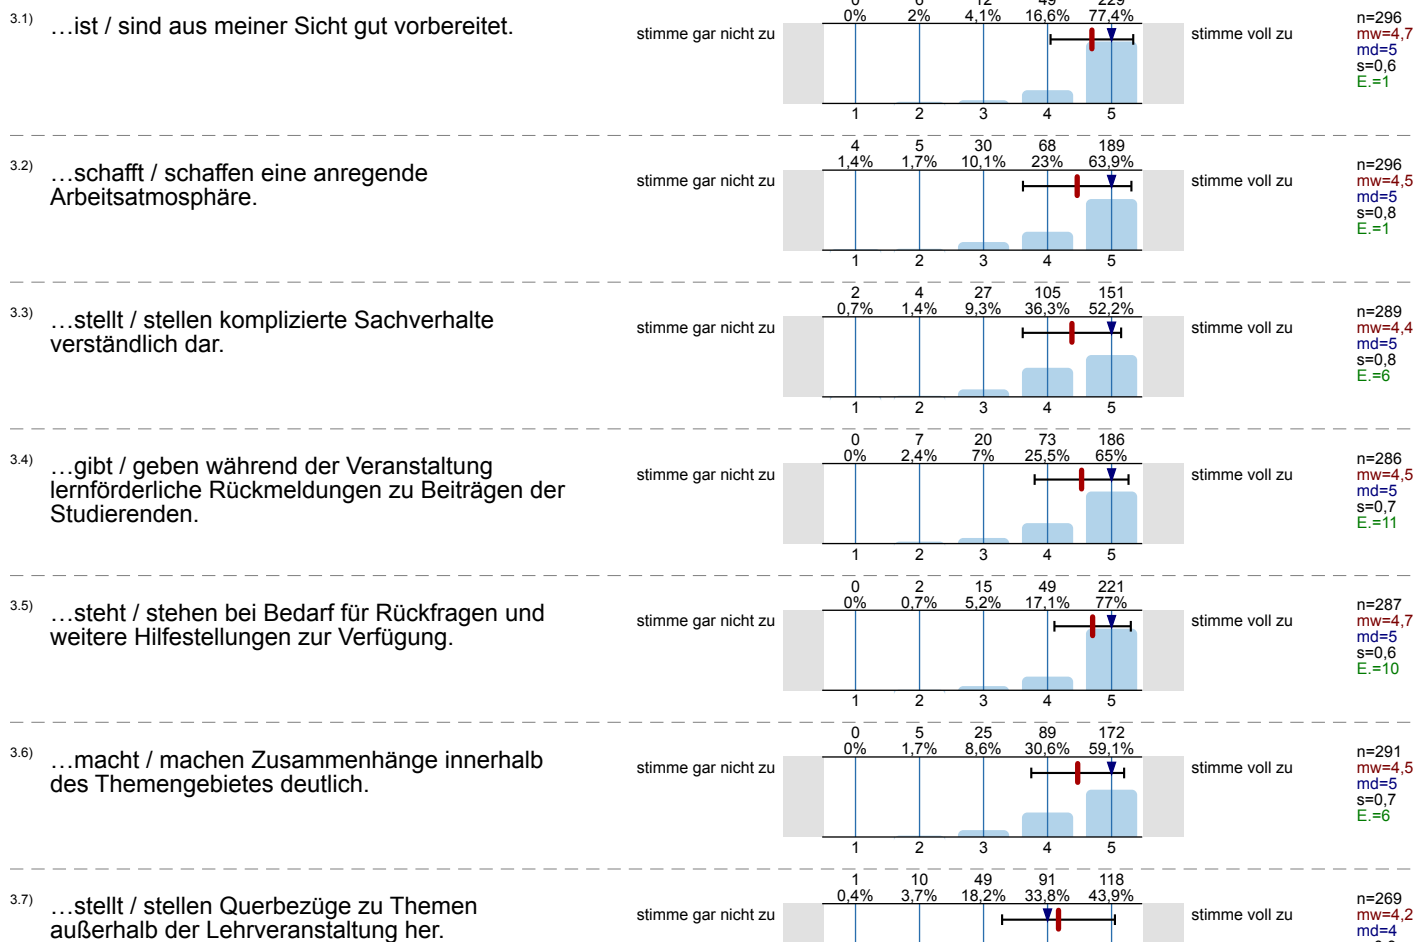 0 6 12 49 229
0% 2% 4,1% 16,6% 77,4%
3.1) …ist / sind aus meiner Sicht gut vorbereitet.
stimme gar nicht zu
stimme voll zu
n=296
mw=4,7
md=5
s=0,6
E.=1
1 2 3 4 5
4 5 30 68 189
1,4% 1,7% 10,1% 23% 63,9%
3.2) …schafft / schaffen eine anregende
Arbeitsatmosphäre.
stimme gar nicht zu
stimme voll zu
n=296
mw=4,5
md=5
s=0,8
E.=1
1 2 3 4 5
2 4 27 105 151
0,7% 1,4% 9,3% 36,3% 52,2%
3.3) …stellt / stellen komplizierte Sachverhalte
verständlich dar.
stimme gar nicht zu
stimme voll zu
n=289
mw=4,4
md=5
s=0,8
E.=6
1 2 3 4 5
0 7 20 73 186
0% 2,4% 7% 25,5% 65%
3.4) …gibt / geben während der Veranstaltung
lernförderliche Rückmeldungen zu Beiträgen der
Studierenden.
stimme gar nicht zu
stimme voll zu
n=286
mw=4,5
md=5
s=0,7
E.=11
1 2 3 4 5
0 2 15 49 221
0% 0,7% 5,2% 17,1% 77%
3.5) …steht / stehen bei Bedarf für Rückfragen und
weitere Hilfestellungen zur Verfügung.
stimme gar nicht zu
stimme voll zu
n=287
mw=4,7
md=5
s=0,6
E.=10
1 2 3 4 5
0 5 25 89 172
0% 1,7% 8,6% 30,6% 59,1%
3.6) …macht / machen Zusammenhänge innerhalb
des Themengebietes deutlich.
stimme gar nicht zu
stimme voll zu
n=291
mw=4,5
md=5
s=0,7
E.=6
1 2 3 4 5
1 10 49 91 118
0,4% 3,7% 18,2% 33,8% 43,9%
3.7) …stellt / stellen Querbezüge zu Themen
außerhalb der Lehrveranstaltung her.
stimme gar nicht zu
stimme voll zu
n=269
mw=4,2
md=4